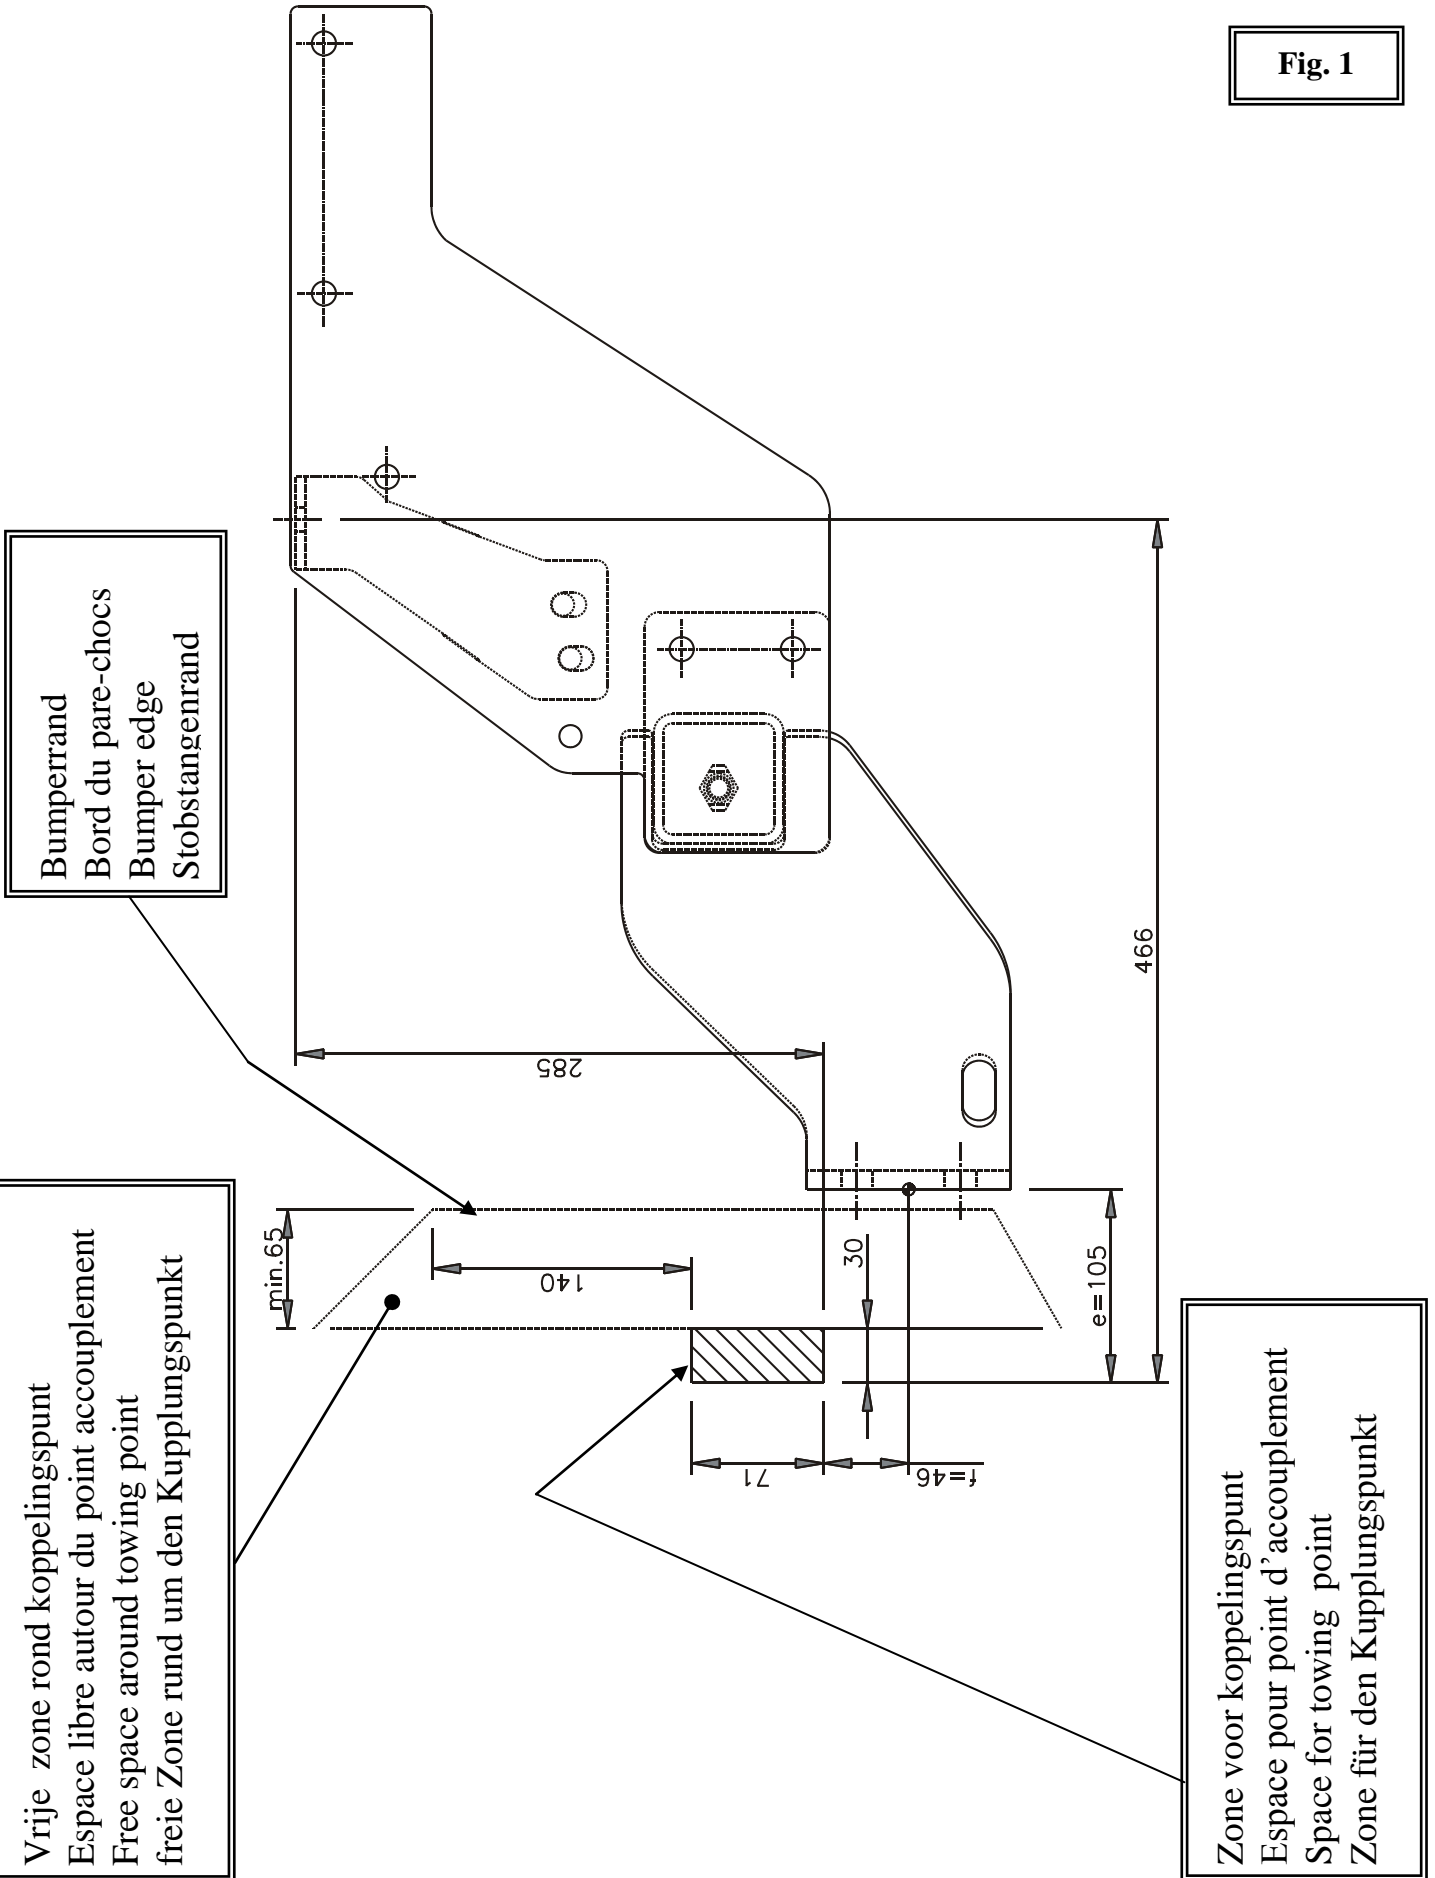 Fig. 1
Bumperrand
Bord du pare-chocs
Bumper edge
Stobstangenrand
466
285
Vrije zone rond koppelingspunt
Espace libre autour du point accouplement
Free space around towing point
freie Zone rund um den Kupplungspunkt
min.65
140
30
e=105
71
f=46
Zone voor koppelingspunt
Espace pour point d'accouplement
Space for towing point
Zone für den Kupplungspunkt